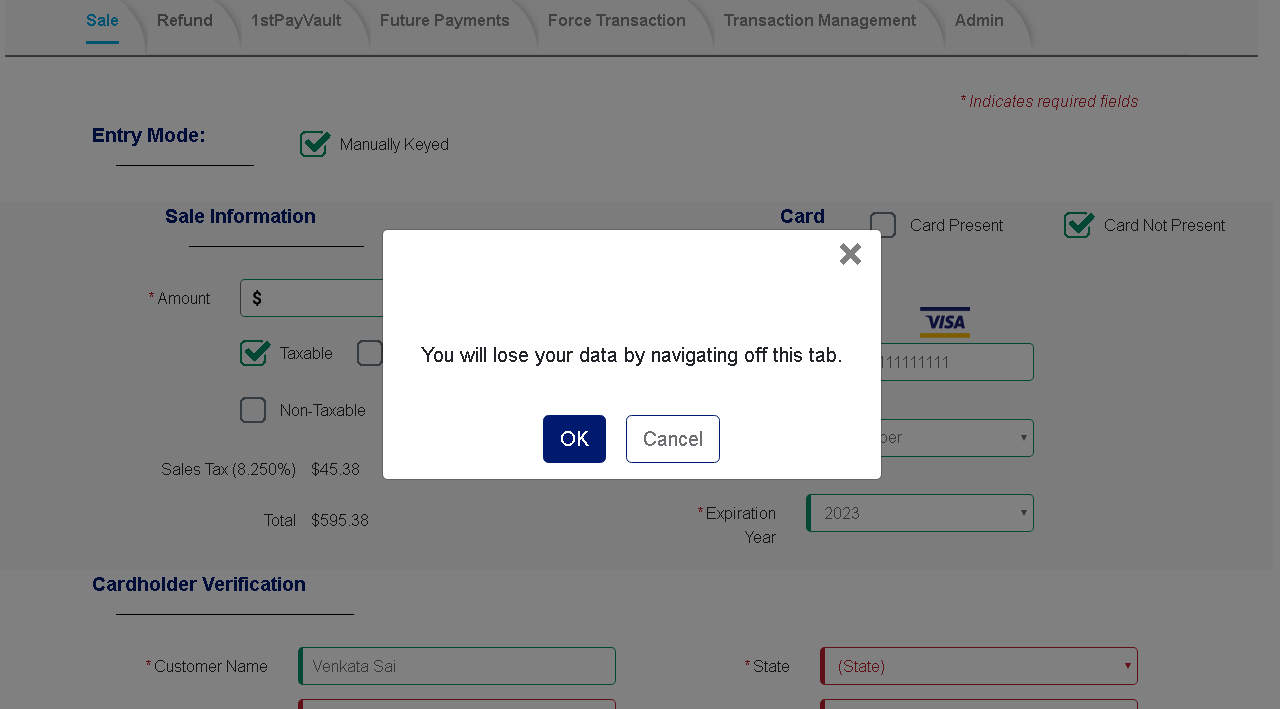 Sale Refund 1stPayVault Future Payments Force Transaction Transaction Management Admin
* Indicates required fields
Entry Mode:
Manually Keyed
Sale Information
Card
Card Present
Card Not Present
* Amount $
VISA
Taxable
111111111
You will lose your data by navigating off this tab.
Non-Taxable
OK Cancel
Sales Tax (8.250%) $45.38
* Expiration Year
2023
Total $595.38
Cardholder Verification
* Customer Name Venkata Sai
* State (State)